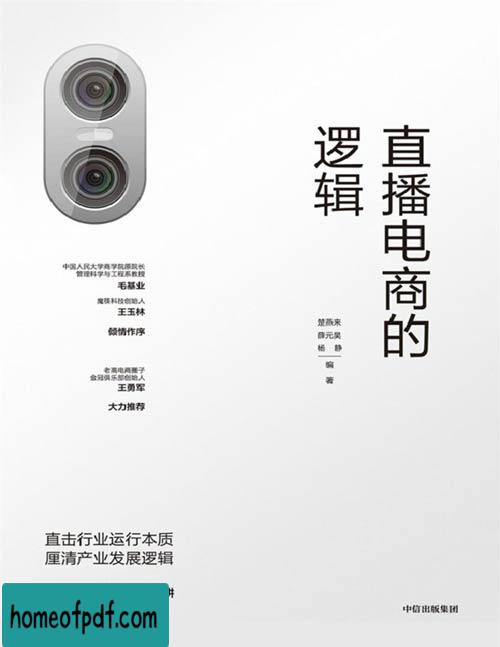 直播电商的
逻辑
楚燕来
薛元昊
杨 静
编
著
中国人民大学商学院原院长
管理科学与工程系教授
毛基业
魔筷科技创始人
王玉林
倾情作序
老高电商圈子
金冠俱乐部创始人
王勇军
大力推荐
直击行业运行本质
厘清产业发展逻辑
homeofpdf.com
中信出版集团